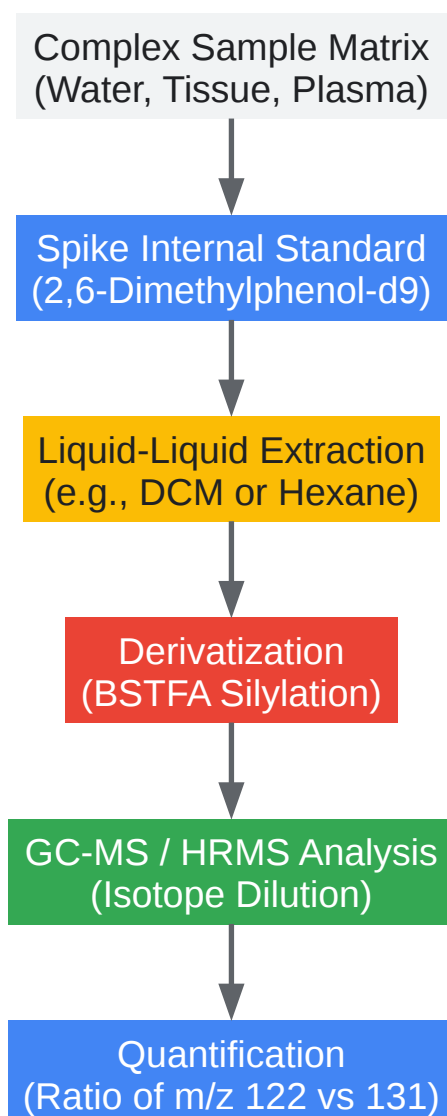 Complex Sample Matrix
(Water, Tissue, Plasma)
Spike Internal Standard
(2,6-Dimethylphenol-d9)
Liquid-Liquid Extraction
(e.g., DCM or Hexane)
Derivatization
(BSTFA Silylation)
GC-MS / HRMS Analysis
(Isotope Dilution)
Quantification
(Ratio of m/z 122 vs 131)